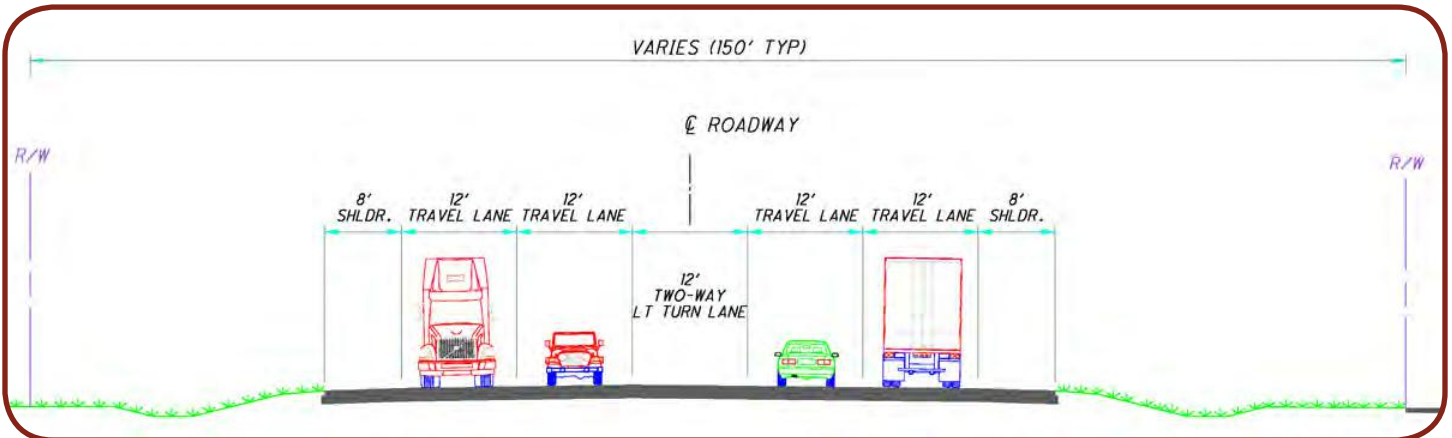 VARIES (150' TYP)
℄ ROADWAY
R/W
R/W
8'
SHLDR.
12'
TRAVEL LANE
12'
TRAVEL LANE
12'
TWO-WAY
LT TURN LANE
12'
TRAVEL LANE
12'
TRAVEL LANE
8'
SHLDR.